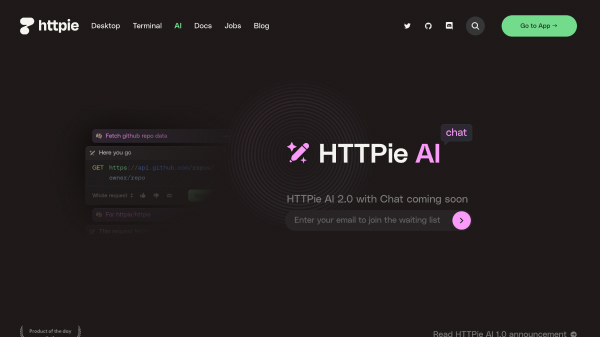 httpie Desktop Terminal AI Docs Jobs Blog Go to App →
chat
Fetch github repo data
Here you go
HTTPie AI
GET https://api.github.com/
owner/repo
HTTPie AI 2.0 with Chat coming soon
Enter your email to join the waiting list
Product of the day
Read HTTPie AI 1.0 announcement